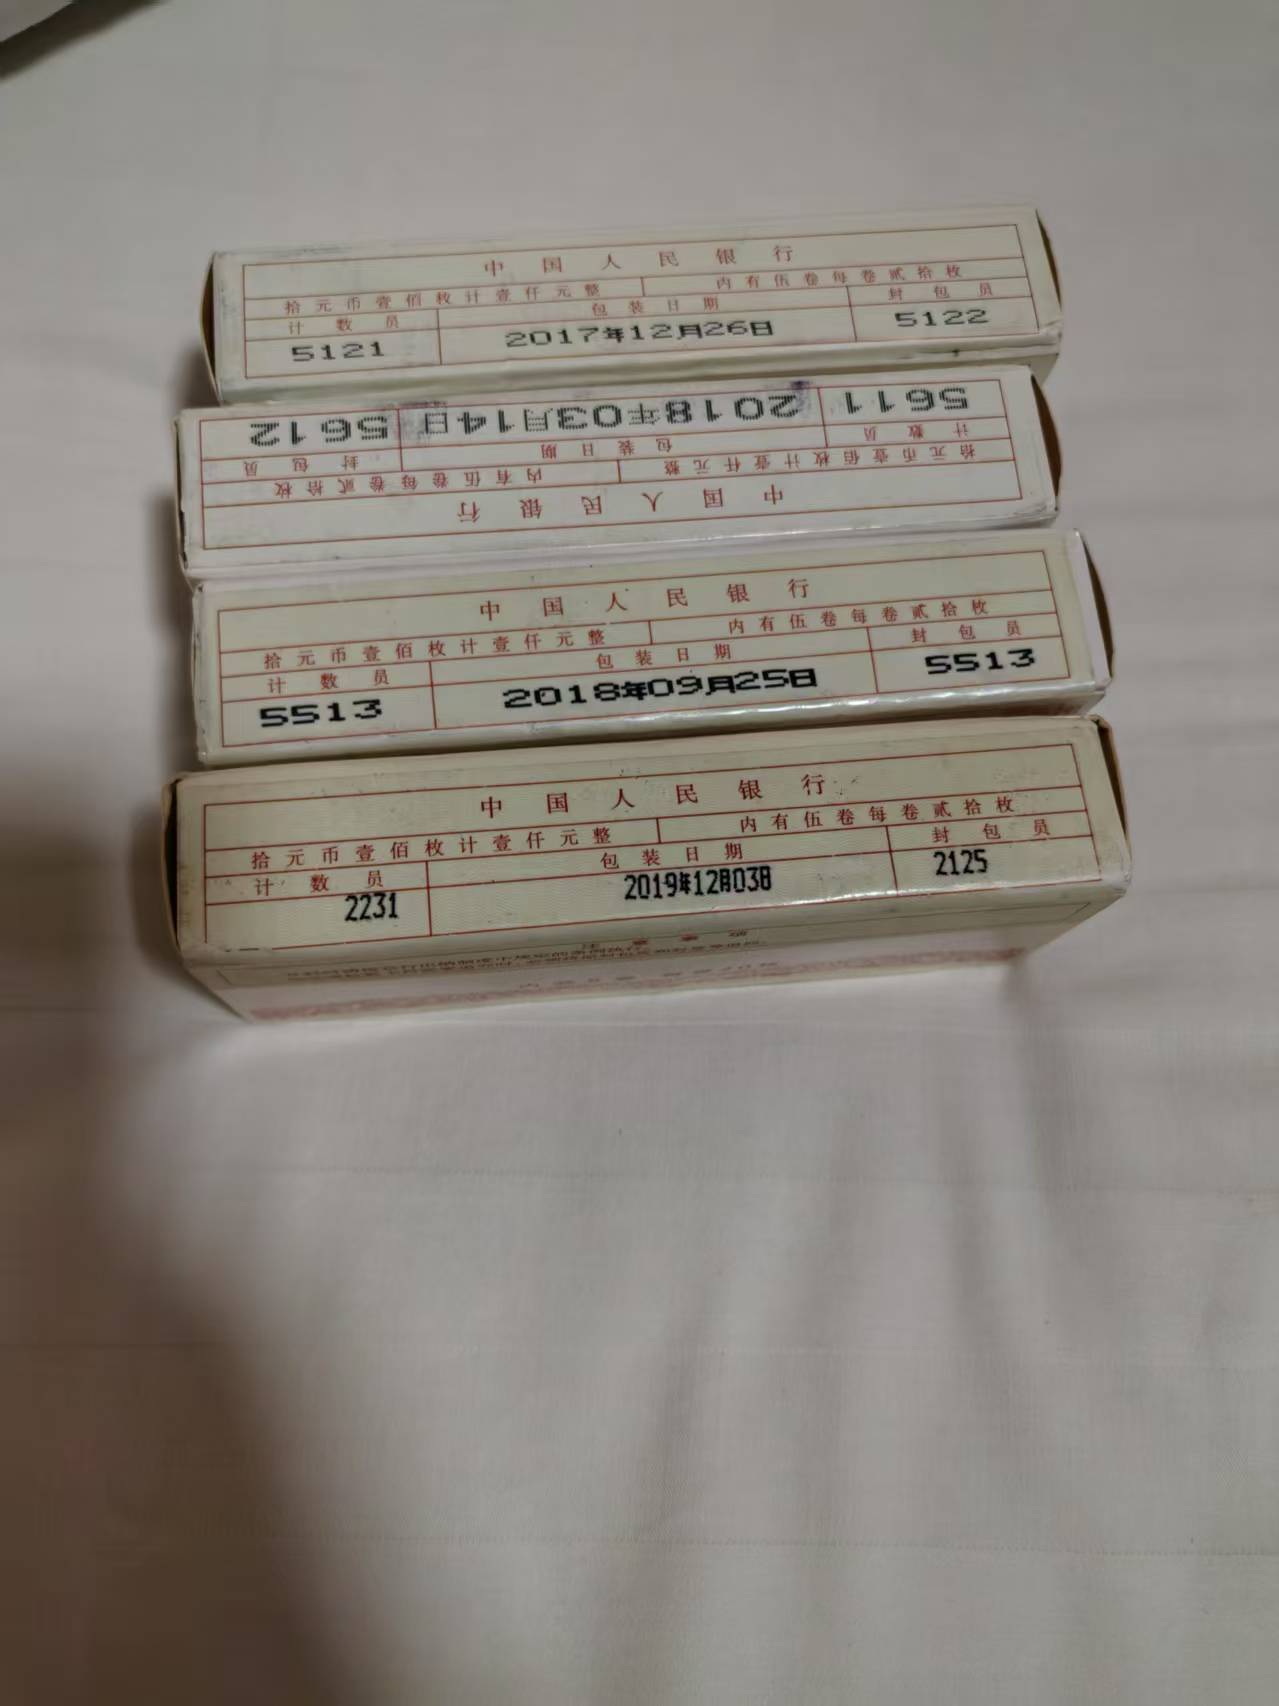 中国人民银行
拾元币壹佰枚计壹仟元整 内有伍卷每卷贰拾枚
计数员 包装日期 封包员
5121 2017年12月26日 5122
中国人民银行
拾元币壹佰枚计壹仟元整 内有伍卷每卷贰拾枚
计数员 包装日期 封包员
5611 2018年03月14日 5612
中国人民银行
拾元币壹佰枚计壹仟元整 内有伍卷每卷贰拾枚
计数员 包装日期 封包员
5513 2018年09月25日 5513
中国人民银行
拾元币壹佰枚计壹仟元整 内有伍卷每卷贰拾枚
计数员 包装日期 封包员
2231 2019年12月03日 2125
注意事项